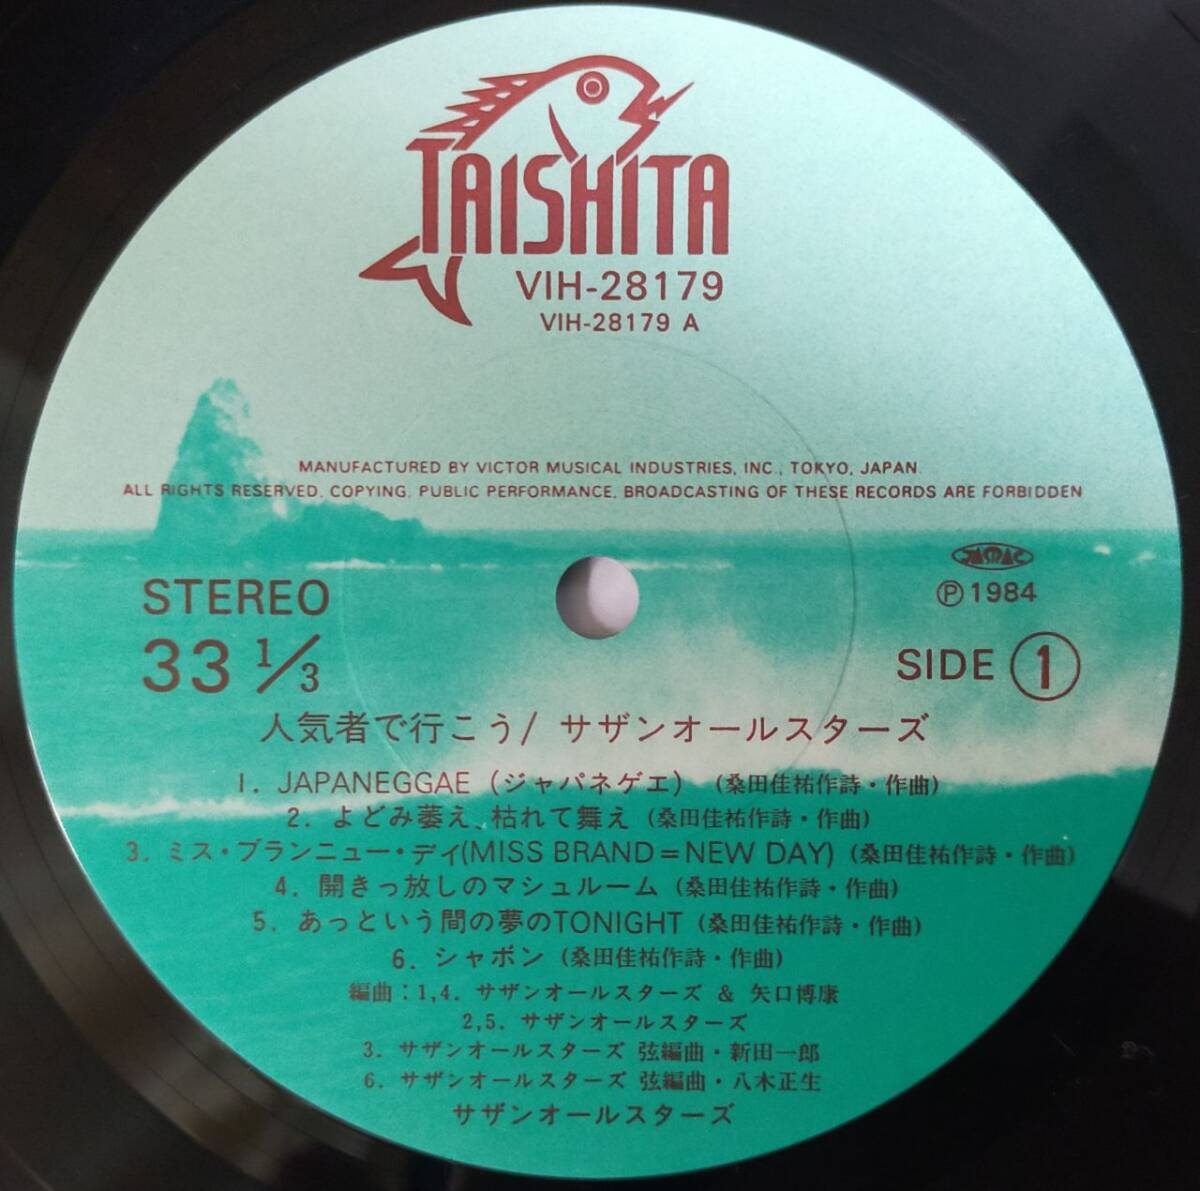 TAISHITA
VIH-28179
VIH-28179 A
MANUFACTURED BY VICTOR MUSICAL INDUSTRIES, INC., TOKYO, JAPAN.
ALL RIGHTS RESERVED. COPYING, PUBLIC PERFORMANCE, BROADCASTING OF THESE RECORDS ARE FORBIDDEN
JASRAC
STEREO
Ⓟ1984
33 1/3
SIDE 1
人気者で行こう/ サザンオールスターズ
1. JAPANEGGAE (ジャパネゲエ) (桑田佳祐作詩・作曲)
2. よどみ萎え、枯れて舞え (桑田佳祐作詩・作曲)
3. ミス・ブランニュー・デイ(MISS BRAND=NEW DAY) (桑田佳祐作詩・作曲)
4. 開きっ放しのマシュルーム (桑田佳祐作詩・作曲)
5. あっという間の夢のTONIGHT (桑田佳祐作詩・作曲)
6. シャボン (桑田佳祐作詩・作曲)
編曲:1,4. サザンオールスターズ & 矢口博康
2,5. サザンオールスターズ
3. サザンオールスターズ 弦編曲・新田一郎
6. サザンオールスターズ 弦編曲・八木正生
サザンオールスターズ